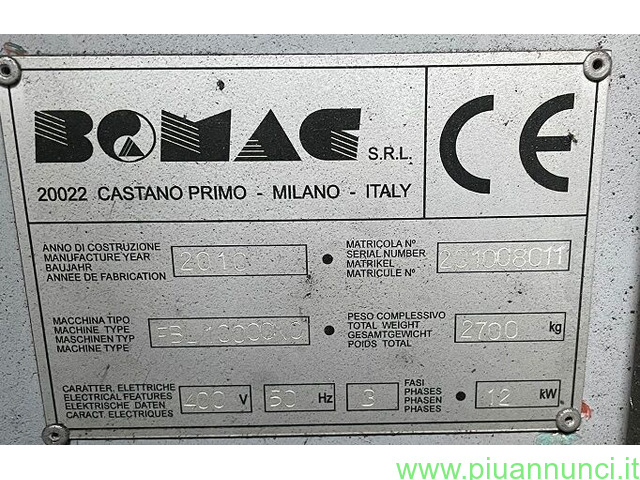 BOMAC S.R.L.
20022 CASTANO PRIMO - MILANO - ITALY
CE
ANNO DI COSTRUZIONE
MANUFACTURE YEAR
BAUJAHR
ANNEE DE FABRICATION
2010
MATRICOLA Nº
SERIAL NUMBER
MATRIKEL
MATRICULE Nº
MACCHINA TIPO
MACHINE TYPE
MASCHINEN TYP
MACHINE TYPE
PESO COMPLESSIVO
TOTAL WEIGHT
GESAMTGEWICHT
POIDS TOTAL
2700 kg
CARATTER. ELETTRICHE
ELECTRICAL FEATURES
ELEKTRISCHE DATEN
CARACT. ELECTRIQUES
400 V
50 Hz
3
FASI
PHASES
PHASEN
PHASES
12 kW
www.piuannunci.it